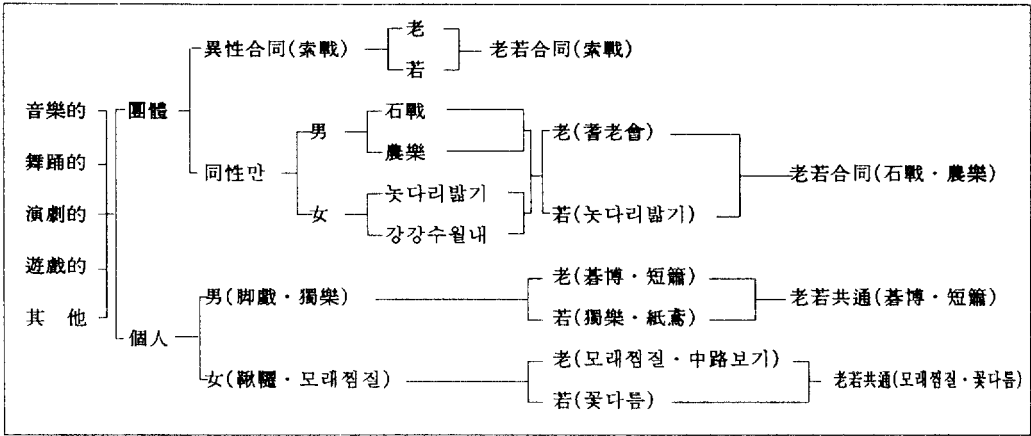 老
異性合同(索戰)
老若合同(索戰)
若
音樂的
團體
石戰
男
老(耆老會)
農樂
舞踊的
同性만
老若合同(石戰・農樂)
놋다리밟기
女
若(놋다리밟기)
演劇的
강강수월내
遊戲的
老(碁博・短簫)
男(脚戲・獨樂)
老若共通(碁博・短簫)
其 他
若(獨樂・紙鳶)
個人
老(모래찜질・中路보기)
女(鞦韆・모래찜질)
老若共通(모래찜질・꽃다름)
若(꽃다름)